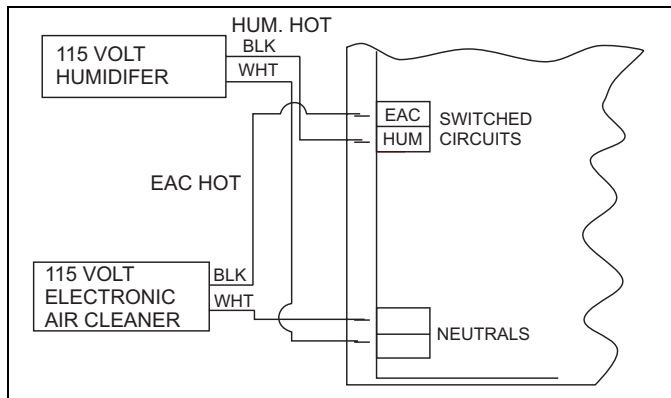 HUM. HOT
115 VOLT
HUMIDIFER
BLK
WHT
EAC
HUM
SWITCHED
CIRCUITS
EAC HOT
115 VOLT
ELECTRONIC
AIR CLEANER
BLK
WHT
NEUTRALS